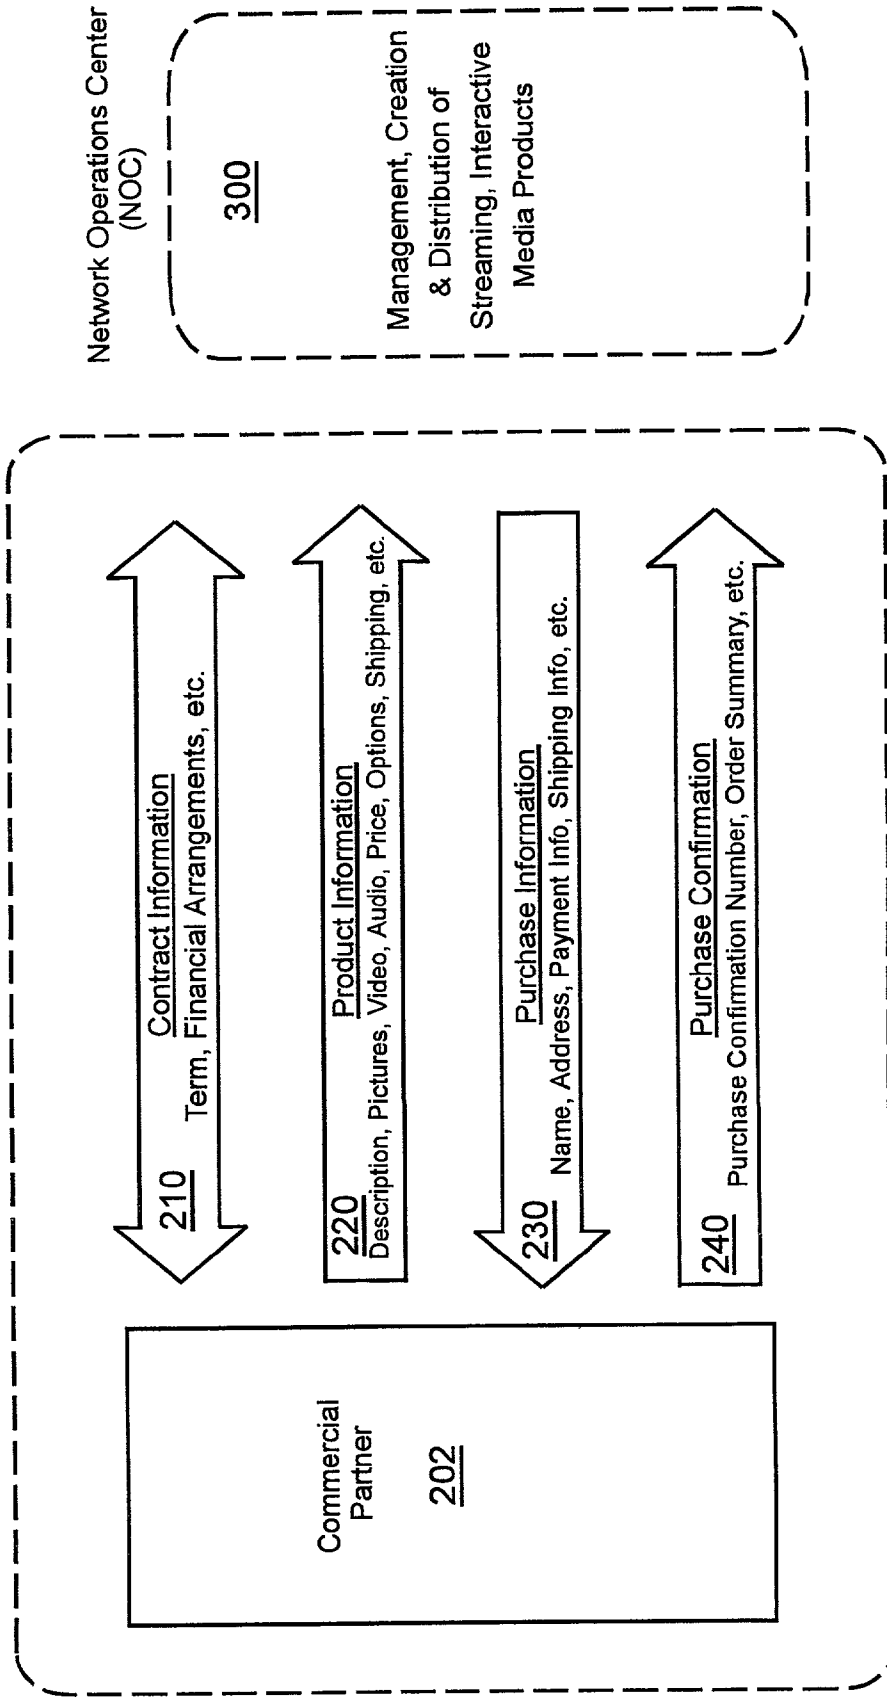 Commercial
Partner
202
210
Contract Information
Term, Financial Arrangements, etc.
220
Product Information
Description, Pictures, Video, Audio, Price, Options, Shipping, etc.
230
Purchase Information
Name, Address, Payment Info, Shipping Info, etc.
240
Purchase Confirmation
Purchase Confirmation Number, Order Summary, etc.
Network Operations Center
(NOC)
300
Management, Creation
& Distribution of
Streaming, Interactive
Media Products